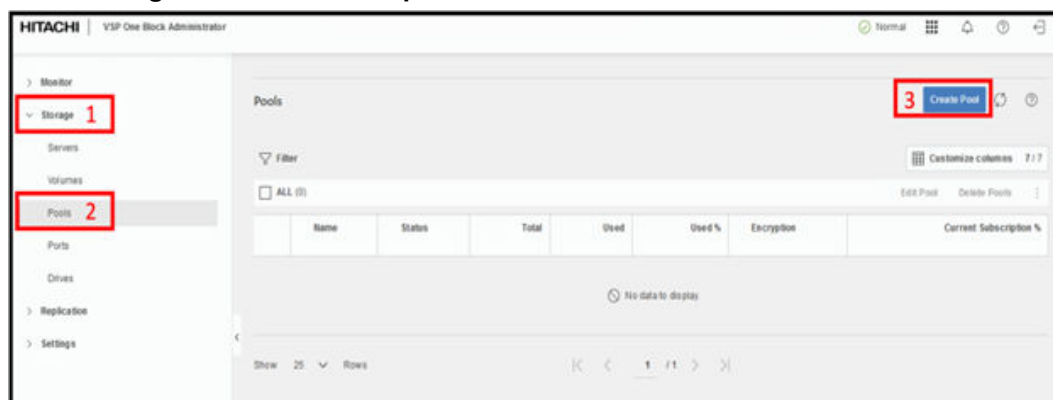 HITACHI | VSP One Block Administrator
Normal
Monitor
Storage 1
Servers
Volumes
Pools 2
Ports
Drives
Replication
Settings
Pools
3 Create Pool
Filter
Customize columns 7/7
ALL (0)
Edit Pool Delete Pools
Name Status Total Used Used % Encryption Current Subscription %
No data to display
Show 25 Rows
1 /1